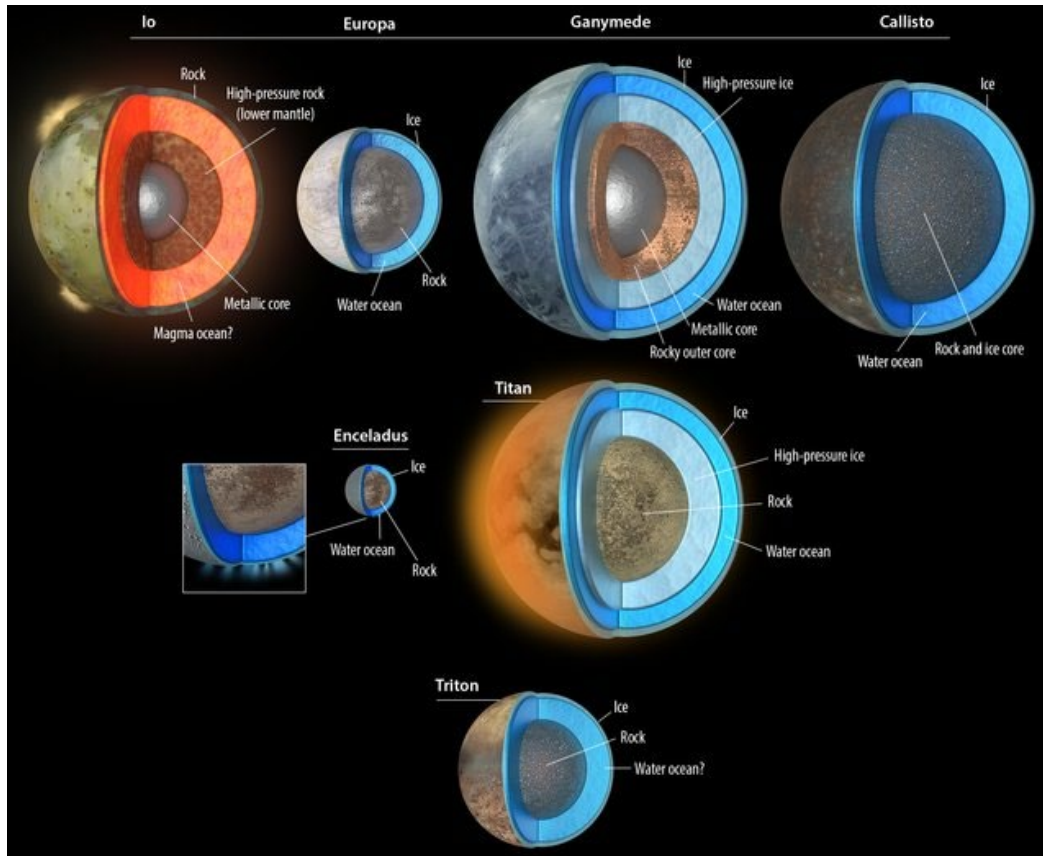 Io
Europa
Ganymede
Callisto
Rock
High-pressure rock
(lower mantle)
Metallic core
Magma ocean?
Ice
Rock
Water ocean
Ice
High-pressure ice
Water ocean
Metallic core
Rocky outer core
Ice
Water ocean
Rock and ice core
Enceladus
Ice
Water ocean
Rock
Titan
Ice
High-pressure ice
Rock
Water ocean
Triton
Ice
Rock
Water ocean?